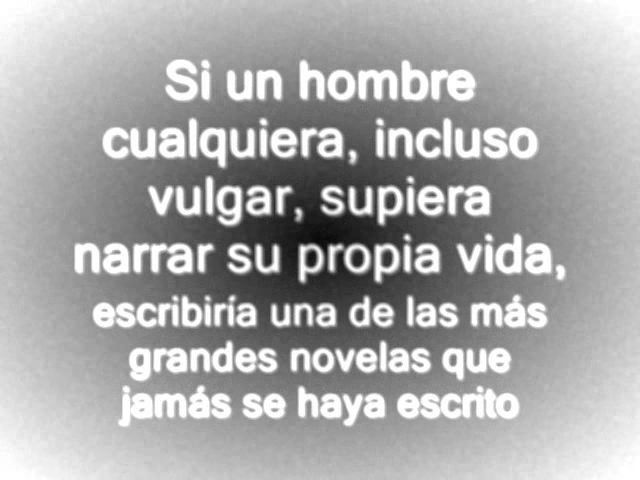 Si un hombre
cualquiera, incluso
vulgar, supiera
narrar su propia vida,
escribiría una de las más
grandes novelas que
jamás se haya escrito